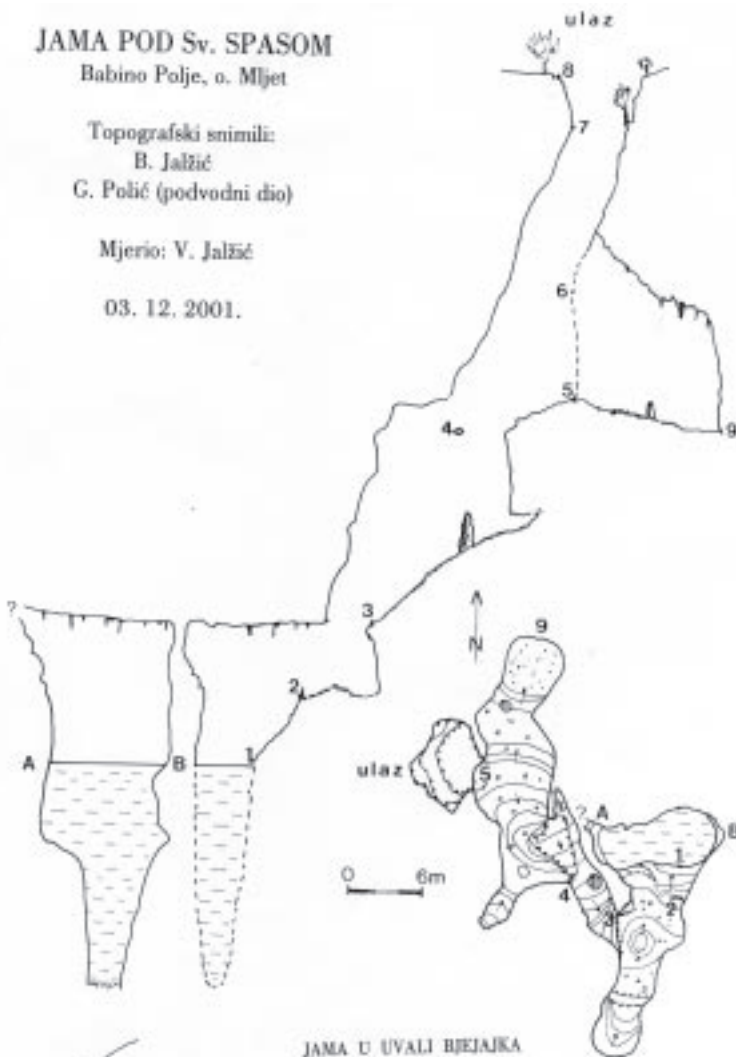 ulaz
JAMA POD Sv. SPASOM
Babino Polje, o. Mljet
Topografski snimili:
B. Jalžić
G. Polić (podvodni dio)
Mjerio: V. Jalžić
03. 12. 2001.
8
7
6
5
4
9
?
3
2
A
B
1
N
9
ulaz
5
?
A
B
1
2
3
4
0 6m
JAMA U UVALI BJEJAJKA